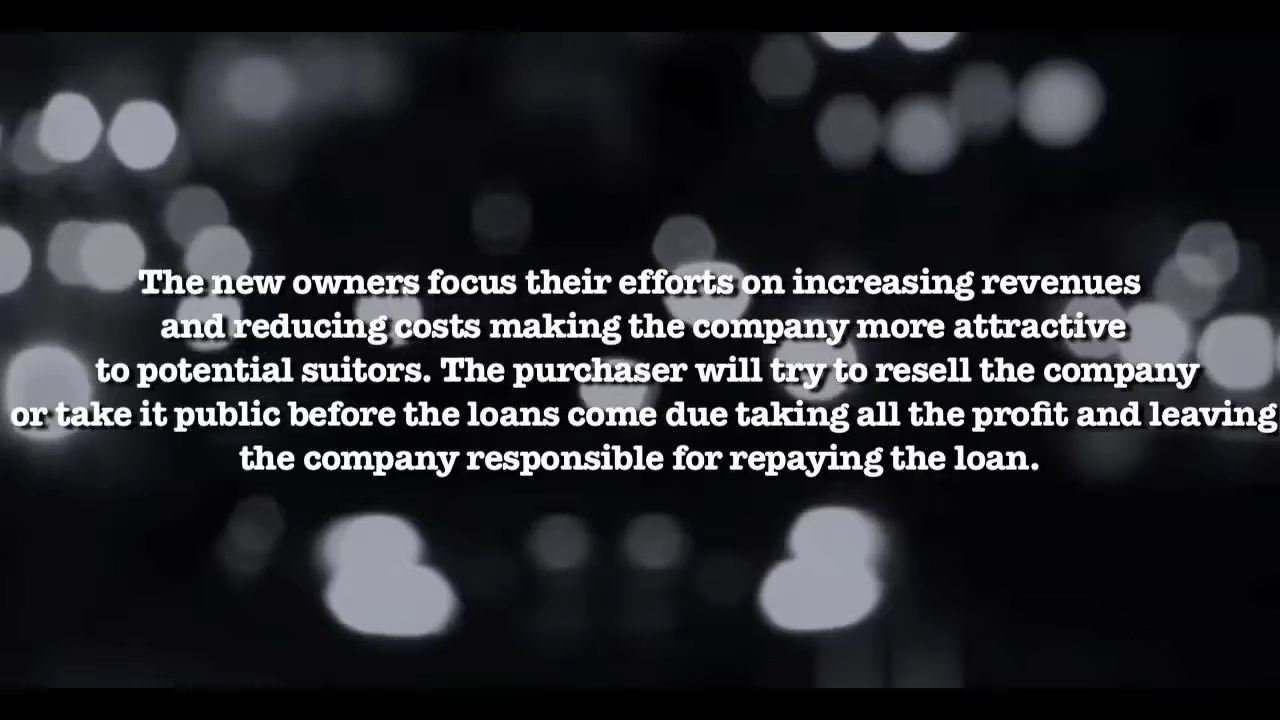 The new owners focus their efforts on increasing revenues
and reducing costs making the company more attractive
to potential suitors. The purchaser will try to resell the company
or take it public before the loans come due taking all the profit and leaving
the company responsible for repaying the loan.